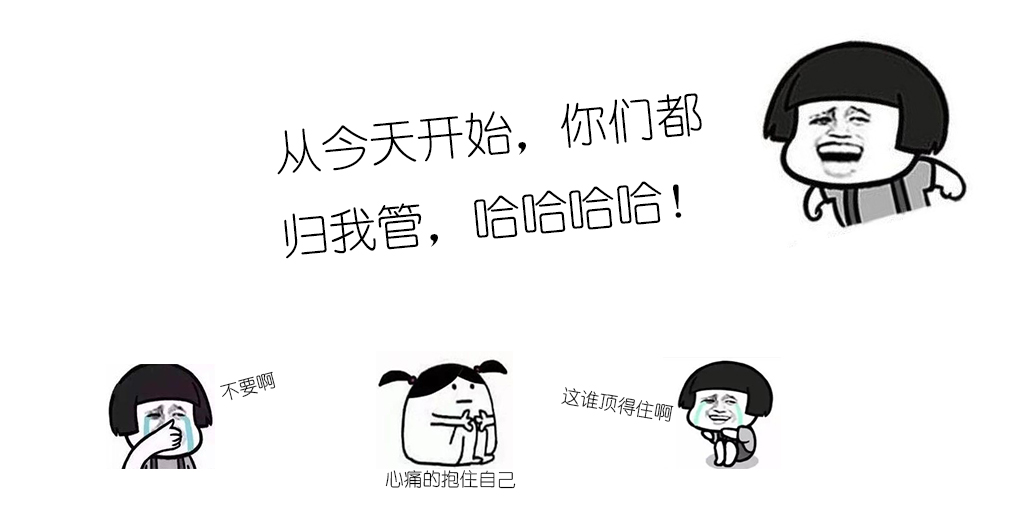 从今天开始，你们都
归我管，哈哈哈哈！
不要啊
这谁顶得住啊
心痛的抱住自己